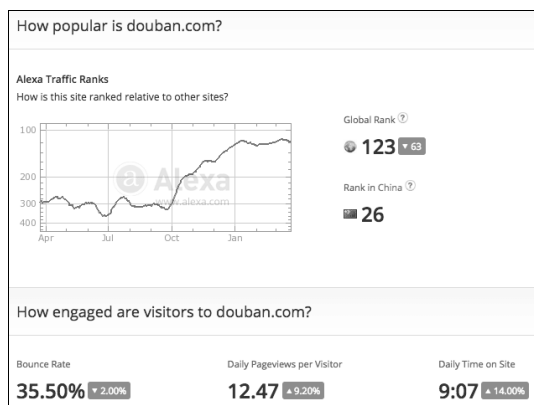 How popular is douban.com?
Alexa Traffic Ranks
How is this site ranked relative to other sites?
Global Rank ?
123 ▼ 63
Rank in China ?
26
100
200
300
400
Apr Jul Oct Jan
a Alexa
www.alexa.com
How engaged are visitors to douban.com?
Bounce Rate Daily Pageviews per Visitor Daily Time on Site
35.50% ▼ 2.00% 12.47 ▲ 9.20% 9:07 ▲ 14.00%